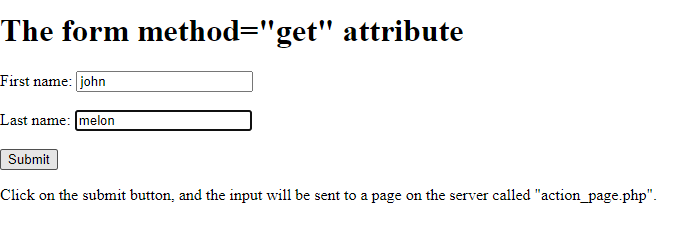 The form method="get" attribute
First name: john
Last name: melon
Submit
Click on the submit button, and the input will be sent to a page on the server called "action_page.php".